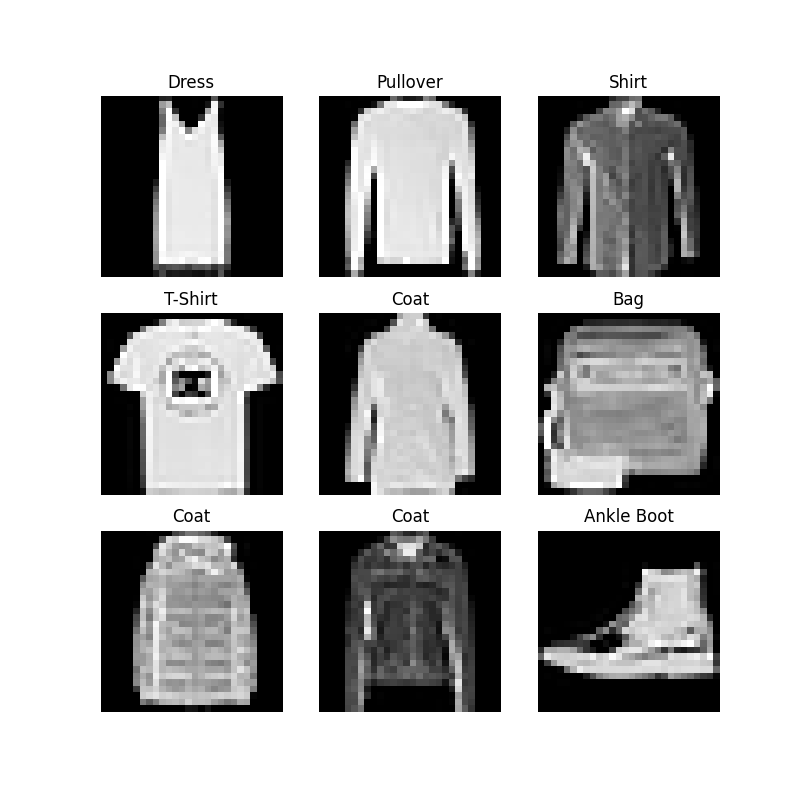 Dress
Pullover
Shirt
T-Shirt
Coat
Bag
Coat
Coat
Ankle Boot